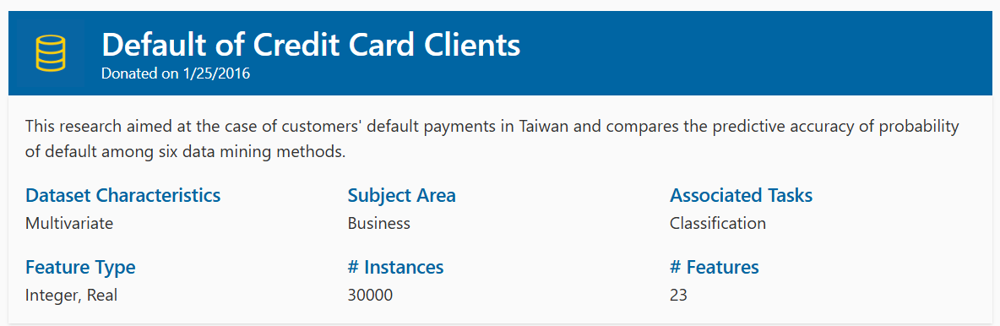 Default of Credit Card Clients
Donated on 1/25/2016
This research aimed at the case of customers' default payments in Taiwan and compares the predictive accuracy of probability
of default among six data mining methods.
Dataset Characteristics
Multivariate
Subject Area
Business
Associated Tasks
Classification
Feature Type
Integer, Real
# Instances
30000
# Features
23